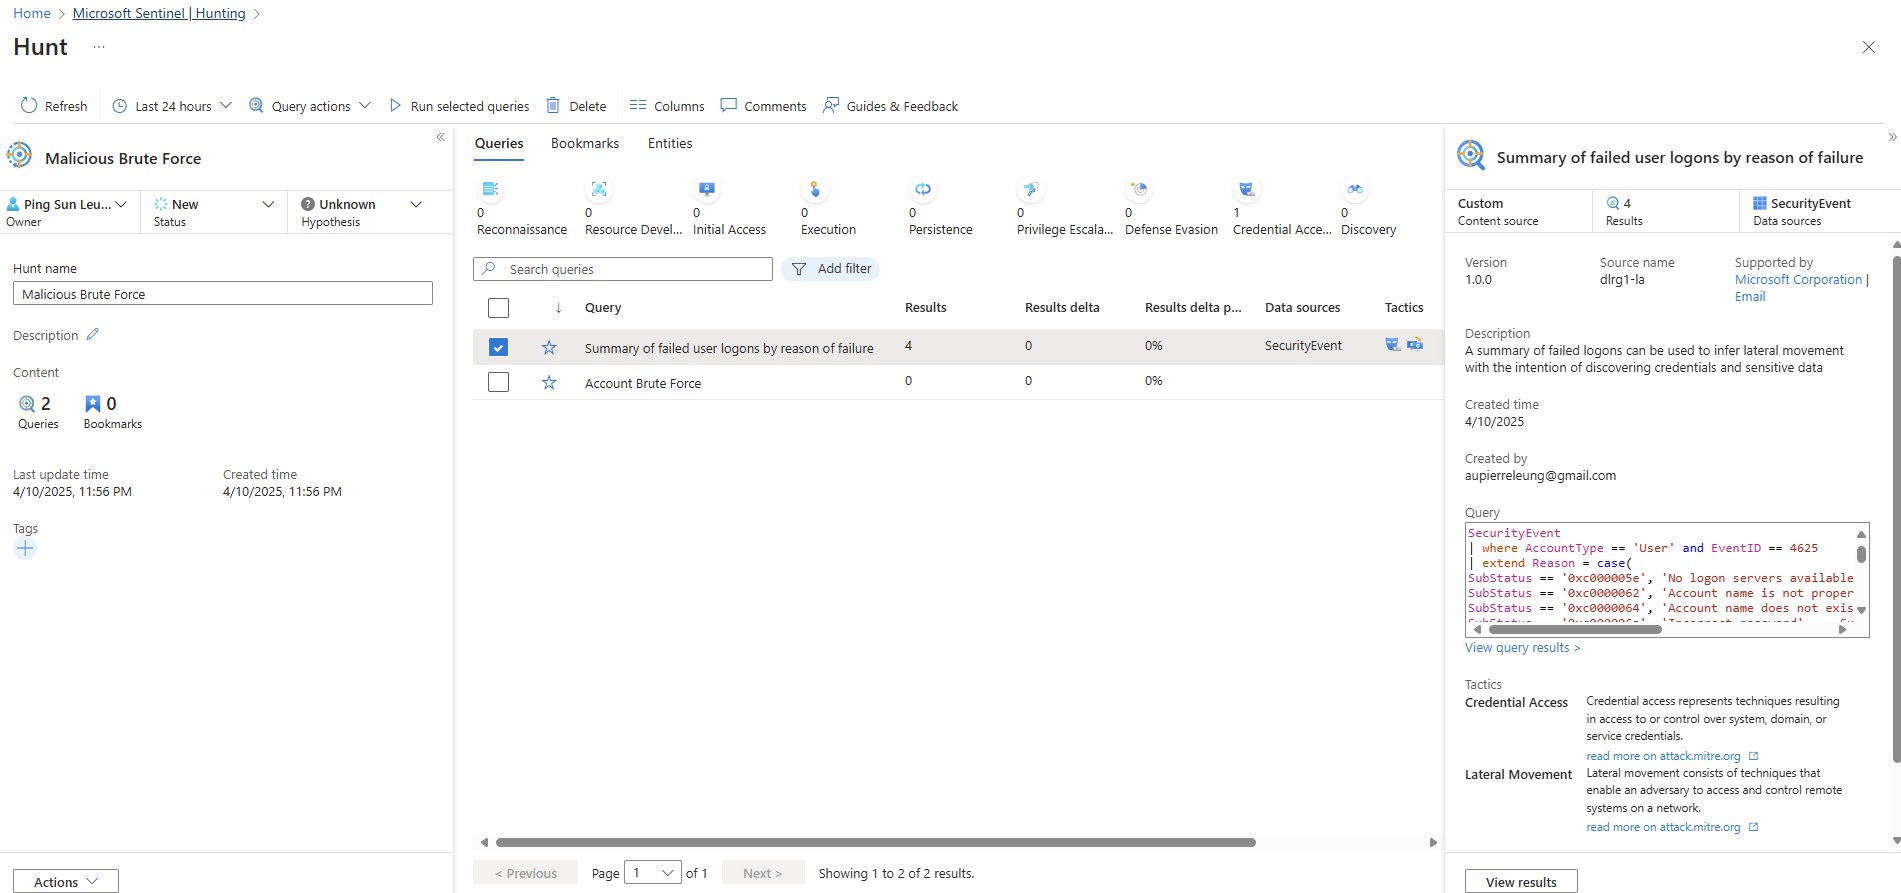 Home > Microsoft Sentinel | Hunting >
Hunt ...
Refresh Last 24 hours Query actions Run selected queries Delete Columns Comments Guides & Feedback
Malicious Brute Force
Ping Sun Leu... New Unknown
Owner Status Hypothesis
Hunt name
Malicious Brute Force
Description
Content
2 0
Queries Bookmarks
Last update time Created time
4/10/2025, 11:56 PM 4/10/2025, 11:56 PM
Tags
Actions
Queries Bookmarks Entities
0 0 0 0 0 0 0 1 0
Reconnaissance Resource Devel... Initial Access Execution Persistence Privilege Escala... Defense Evasion Credential Acce... Discovery
Search queries Add filter
↓ Query Results Results delta Results delta p... Data sources Tactics
Summary of failed user logons by reason of failure 4 0 0% SecurityEvent
Account Brute Force 0 0 0%
< Previous Page 1 of 1 Next > Showing 1 to 2 of 2 results.
Summary of failed user logons by reason of failure
Custom 4 SecurityEvent
Content source Results Data sources
Version Source name Supported by
1.0.0 dlrg1-la Microsoft Corporation |
Email
Description
A summary of failed logons can be used to infer lateral movement
with the intention of discovering credentials and sensitive data
Created time
4/10/2025
Created by
aupierreleung@gmail.com
Query
SecurityEvent
| where AccountType == 'User' and EventID == 4625
| extend Reason = case(
SubStatus == '0xc000005e', 'No logon servers available
SubStatus == '0xc0000062', 'Account name is not proper
SubStatus == '0xc0000064', 'Account name does not exis
View query results >
Tactics
Credential Access Credential access represents techniques resulting
in access to or control over system, domain, or
service credentials.
read more on attack.mitre.org
Lateral Movement Lateral movement consists of techniques that
enable an adversary to access and control remote
systems on a network.
read more on attack.mitre.org
View results